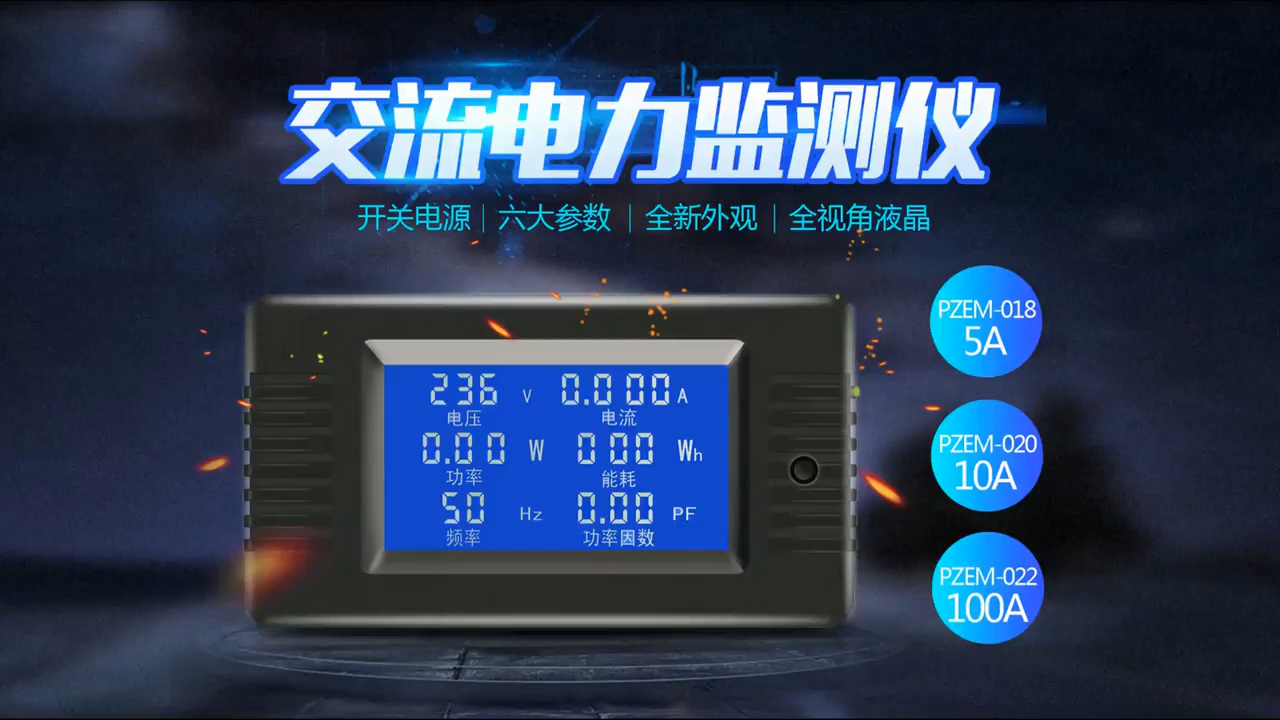 交流电力监测仪
开关电源｜六大参数｜全新外观｜全视角液晶
PZEM-018
5A
236 V 0.000 A
电压 电流
0.00 W 000 Wh
功率 能耗
50 Hz 0.00 PF
频率 功率因数
PZEM-020
10A
PZEM-022
100A